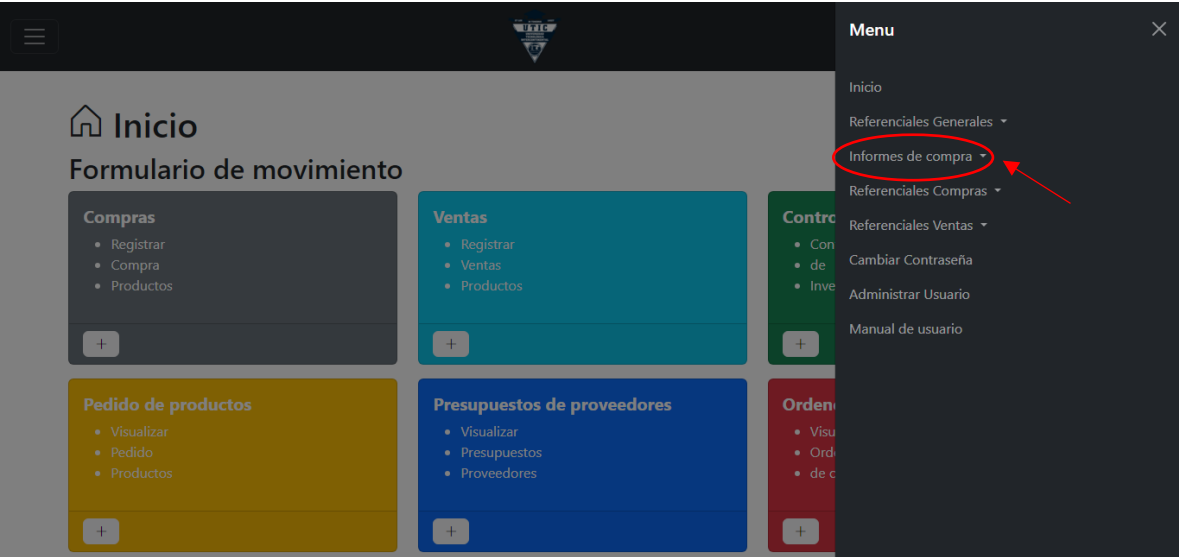 UTIC
Inicio
Formulario de movimiento
Compras
Registrar
Compra
Productos
+
Ventas
Registrar
Ventas
Productos
+
Contro
Con
de
Inve
+
Pedido de productos
Visualizar
Pedido
Productos
+
Presupuestos de proveedores
Visualizar
Presupuestos
Proveedores
+
Orden
Visu
Ord
de c
+
Menu
Inicio
Referenciales Generales
Informes de compra
Referenciales Compras
Referenciales Ventas
Cambiar Contraseña
Administrar Usuario
Manual de usuario